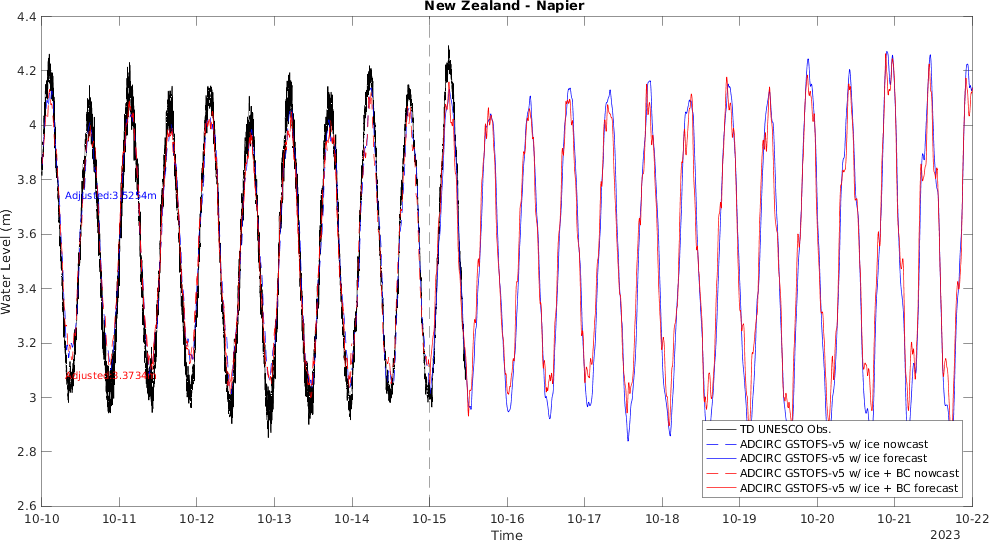 New Zealand - Napier
4.4
4.2
4
3.8
3.6
3.4
3.2
3
2.8
2.6
Water Level (m)
Adjusted:3.5254m
Adjusted:3.3734m
TD UNESCO Obs.
ADCIRC GSTOFS-v5 w/ ice nowcast
ADCIRC GSTOFS-v5 w/ ice forecast
ADCIRC GSTOFS-v5 w/ ice + BC nowcast
ADCIRC GSTOFS-v5 w/ ice + BC forecast
10-10 10-11 10-12 10-13 10-14 10-15 10-16 10-17 10-18 10-19 10-20 10-21 10-22
Time
2023